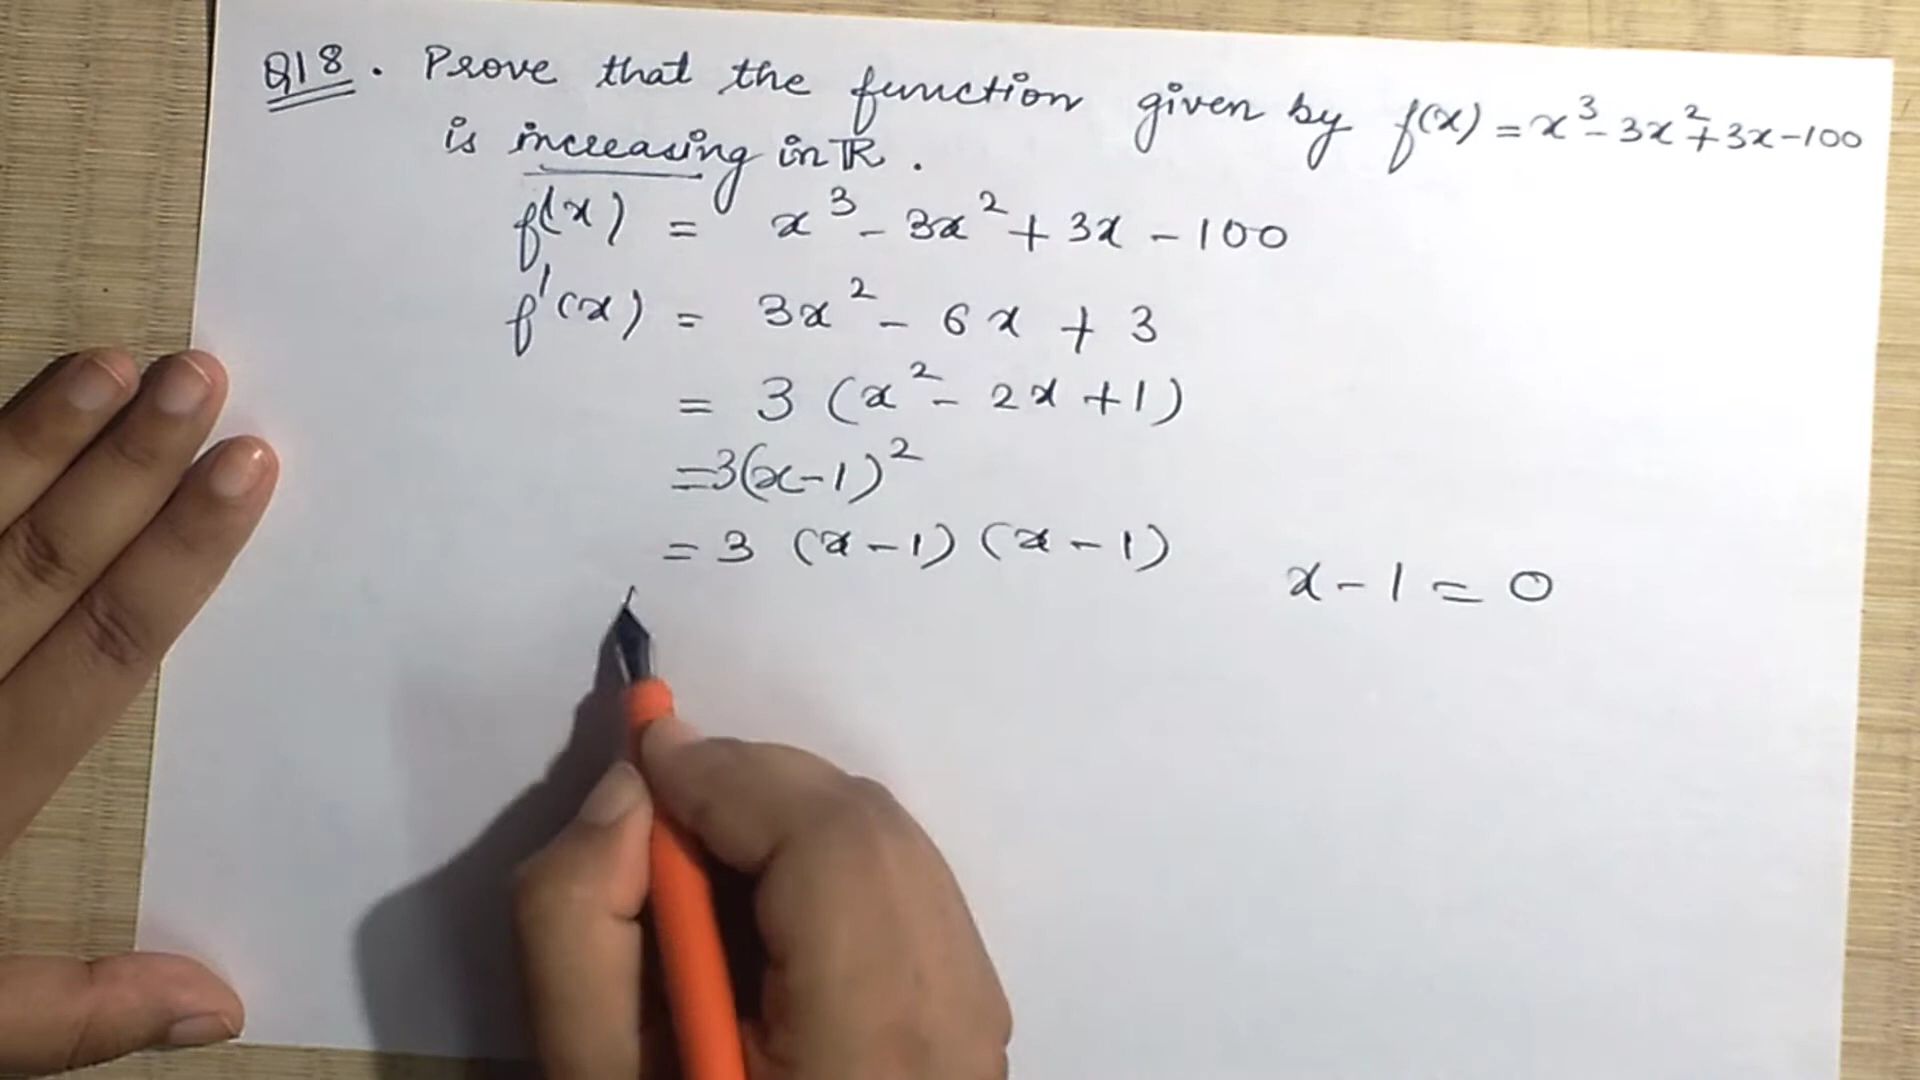 Q18. Prove that the function given by f(x) = x³ - 3x² + 3x - 100
is increasing in ℝ.
f(x) = x³ - 3x² + 3x - 100
f'(x) = 3x² - 6x + 3
= 3 (x² - 2x + 1)
= 3(x-1)²
= 3 (x-1) (x-1)
x - 1 = 0